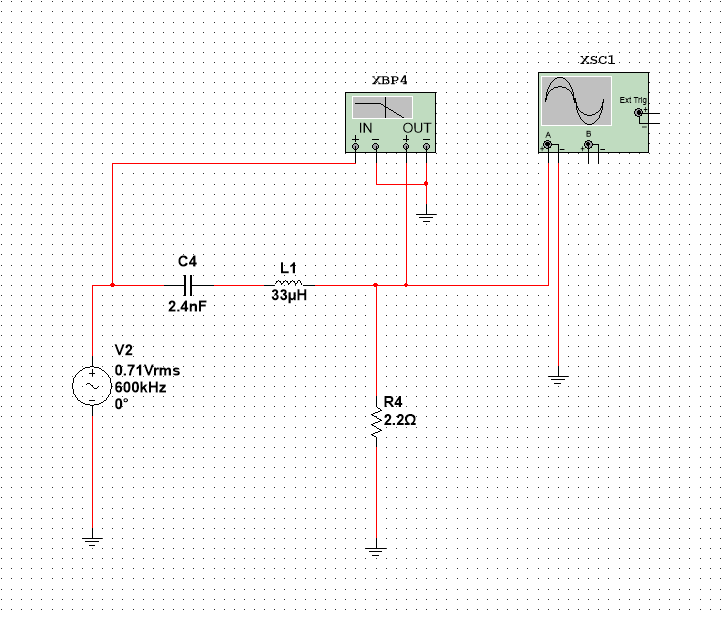 XSC1
XBP4
Ext Trig
+
−
IN OUT
+ − + −
A B
+ − + −
C4
2.4nF
L1
33µH
V2
0.71Vrms
600kHz
0°
+
−
R4
2.2Ω